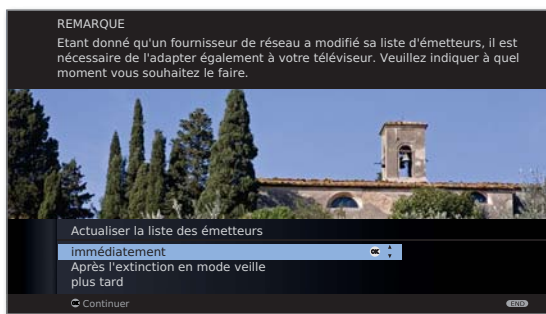 REMARQUE
Etant donné qu'un fournisseur de réseau a modifié sa liste d'émetteurs, il est
nécessaire de l'adapter également à votre téléviseur. Veuillez indiquer à quel
moment vous souhaitez le faire.
Actualiser la liste des émetteurs
immédiatement OK
Après l'extinction en mode veille
plus tard
OK Continuer END